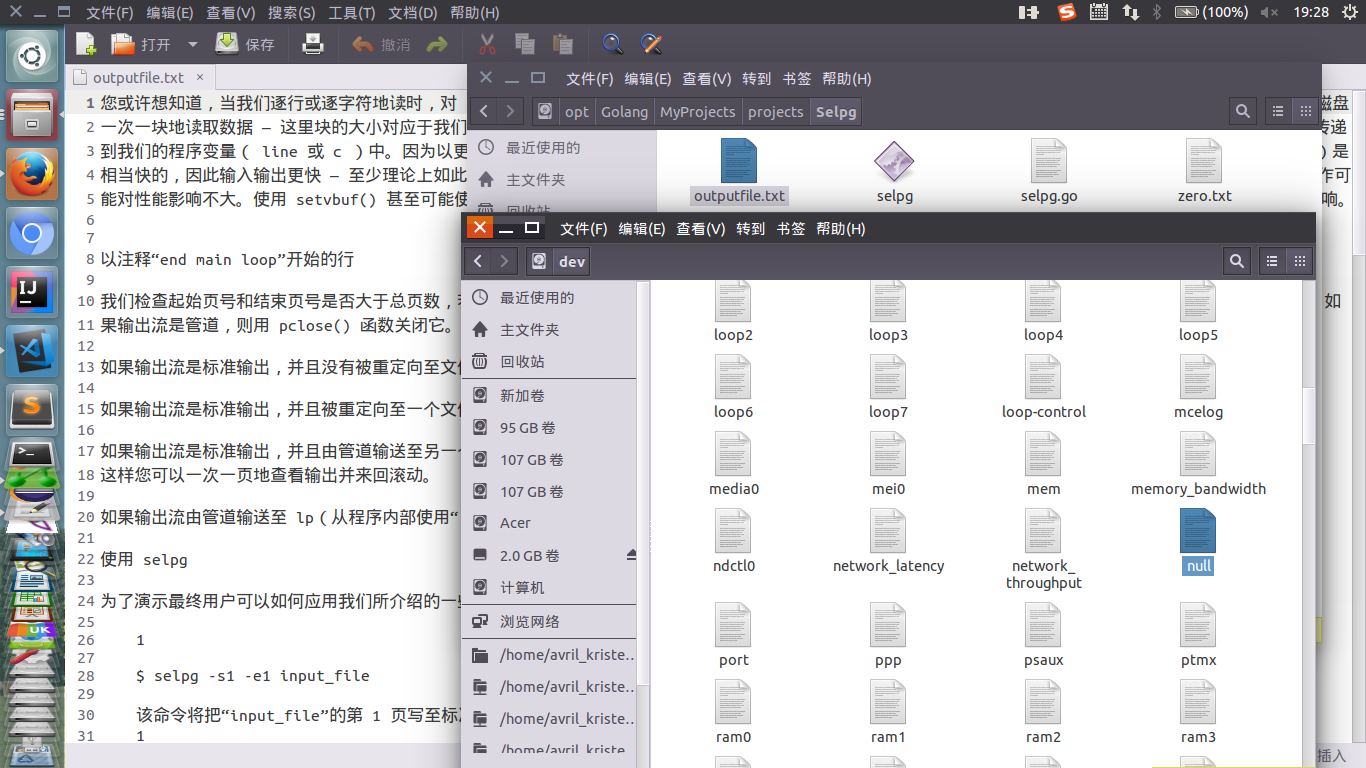 文件(F) 编辑(E) 查看(V) 搜索(S) 工具(T) 文档(D) 帮助(H)
(100%) 19:28
打开 保存 撤消
outputfile.txt ×
1 您或许想知道，当我们逐行或逐字符地读时，对
2 一次一块地读取数据 — 这里块的大小对应于我们
3 到我们的程序变量( line 或 c )中。因为以更
4 相当快的，因此输入输出更快 — 至少理论上如此
5 能对性能影响不大。使用 setvbuf() 甚至可能使
6
7
8 以注释“end main loop”开始的行
9
10 我们检查起始页号和结束页号是否大于总页数，
11 果输出流是管道，则用 pclose() 函数关闭它。
12
13 如果输出流是标准输出，并且没有被重定向至文
14
15 如果输出流是标准输出，并且被重定向至一个文
16
17 如果输出流是标准输出，并且由管道输送至另一
18 这样您可以一次一页地查看输出并来回滚动。
19
20 如果输出流由管道输送至 lp（从程序内部使用“
21
22 使用 selpg
23
24 为了演示最终用户可以如何应用我们所介绍的一
25
26 1
27
28 $ selpg -s1 -e1 input_file
29
30 该命令将把“input_file”的第 1 页写至标
31 1
磁盘
传递
)是
作可
响。
如
插入
文件(F) 编辑(E) 查看(V) 转到 书签 帮助(H)
opt Golang MyProjects projects Selpg
最近使用的
主文件夹
回收站
outputfile.txt selpg selpg.go zero.txt
文件(F) 编辑(E) 查看(V) 转到 书签 帮助(H)
dev
最近使用的
主文件夹
回收站
新加卷
95 GB 卷
107 GB 卷
107 GB 卷
Acer
2.0 GB 卷
计算机
浏览网络
/home/avril_kriste..
/home/avril_kriste..
/home/avril_kriste..
/home/avril_kriste
loop2 loop3 loop4 loop5
loop6 loop7 loop-control mcelog
media0 mei0 mem memory_bandwidth
ndctl0 network_latency network_throughput null
port ppp psaux ptmx
ram0 ram1 ram2 ram3